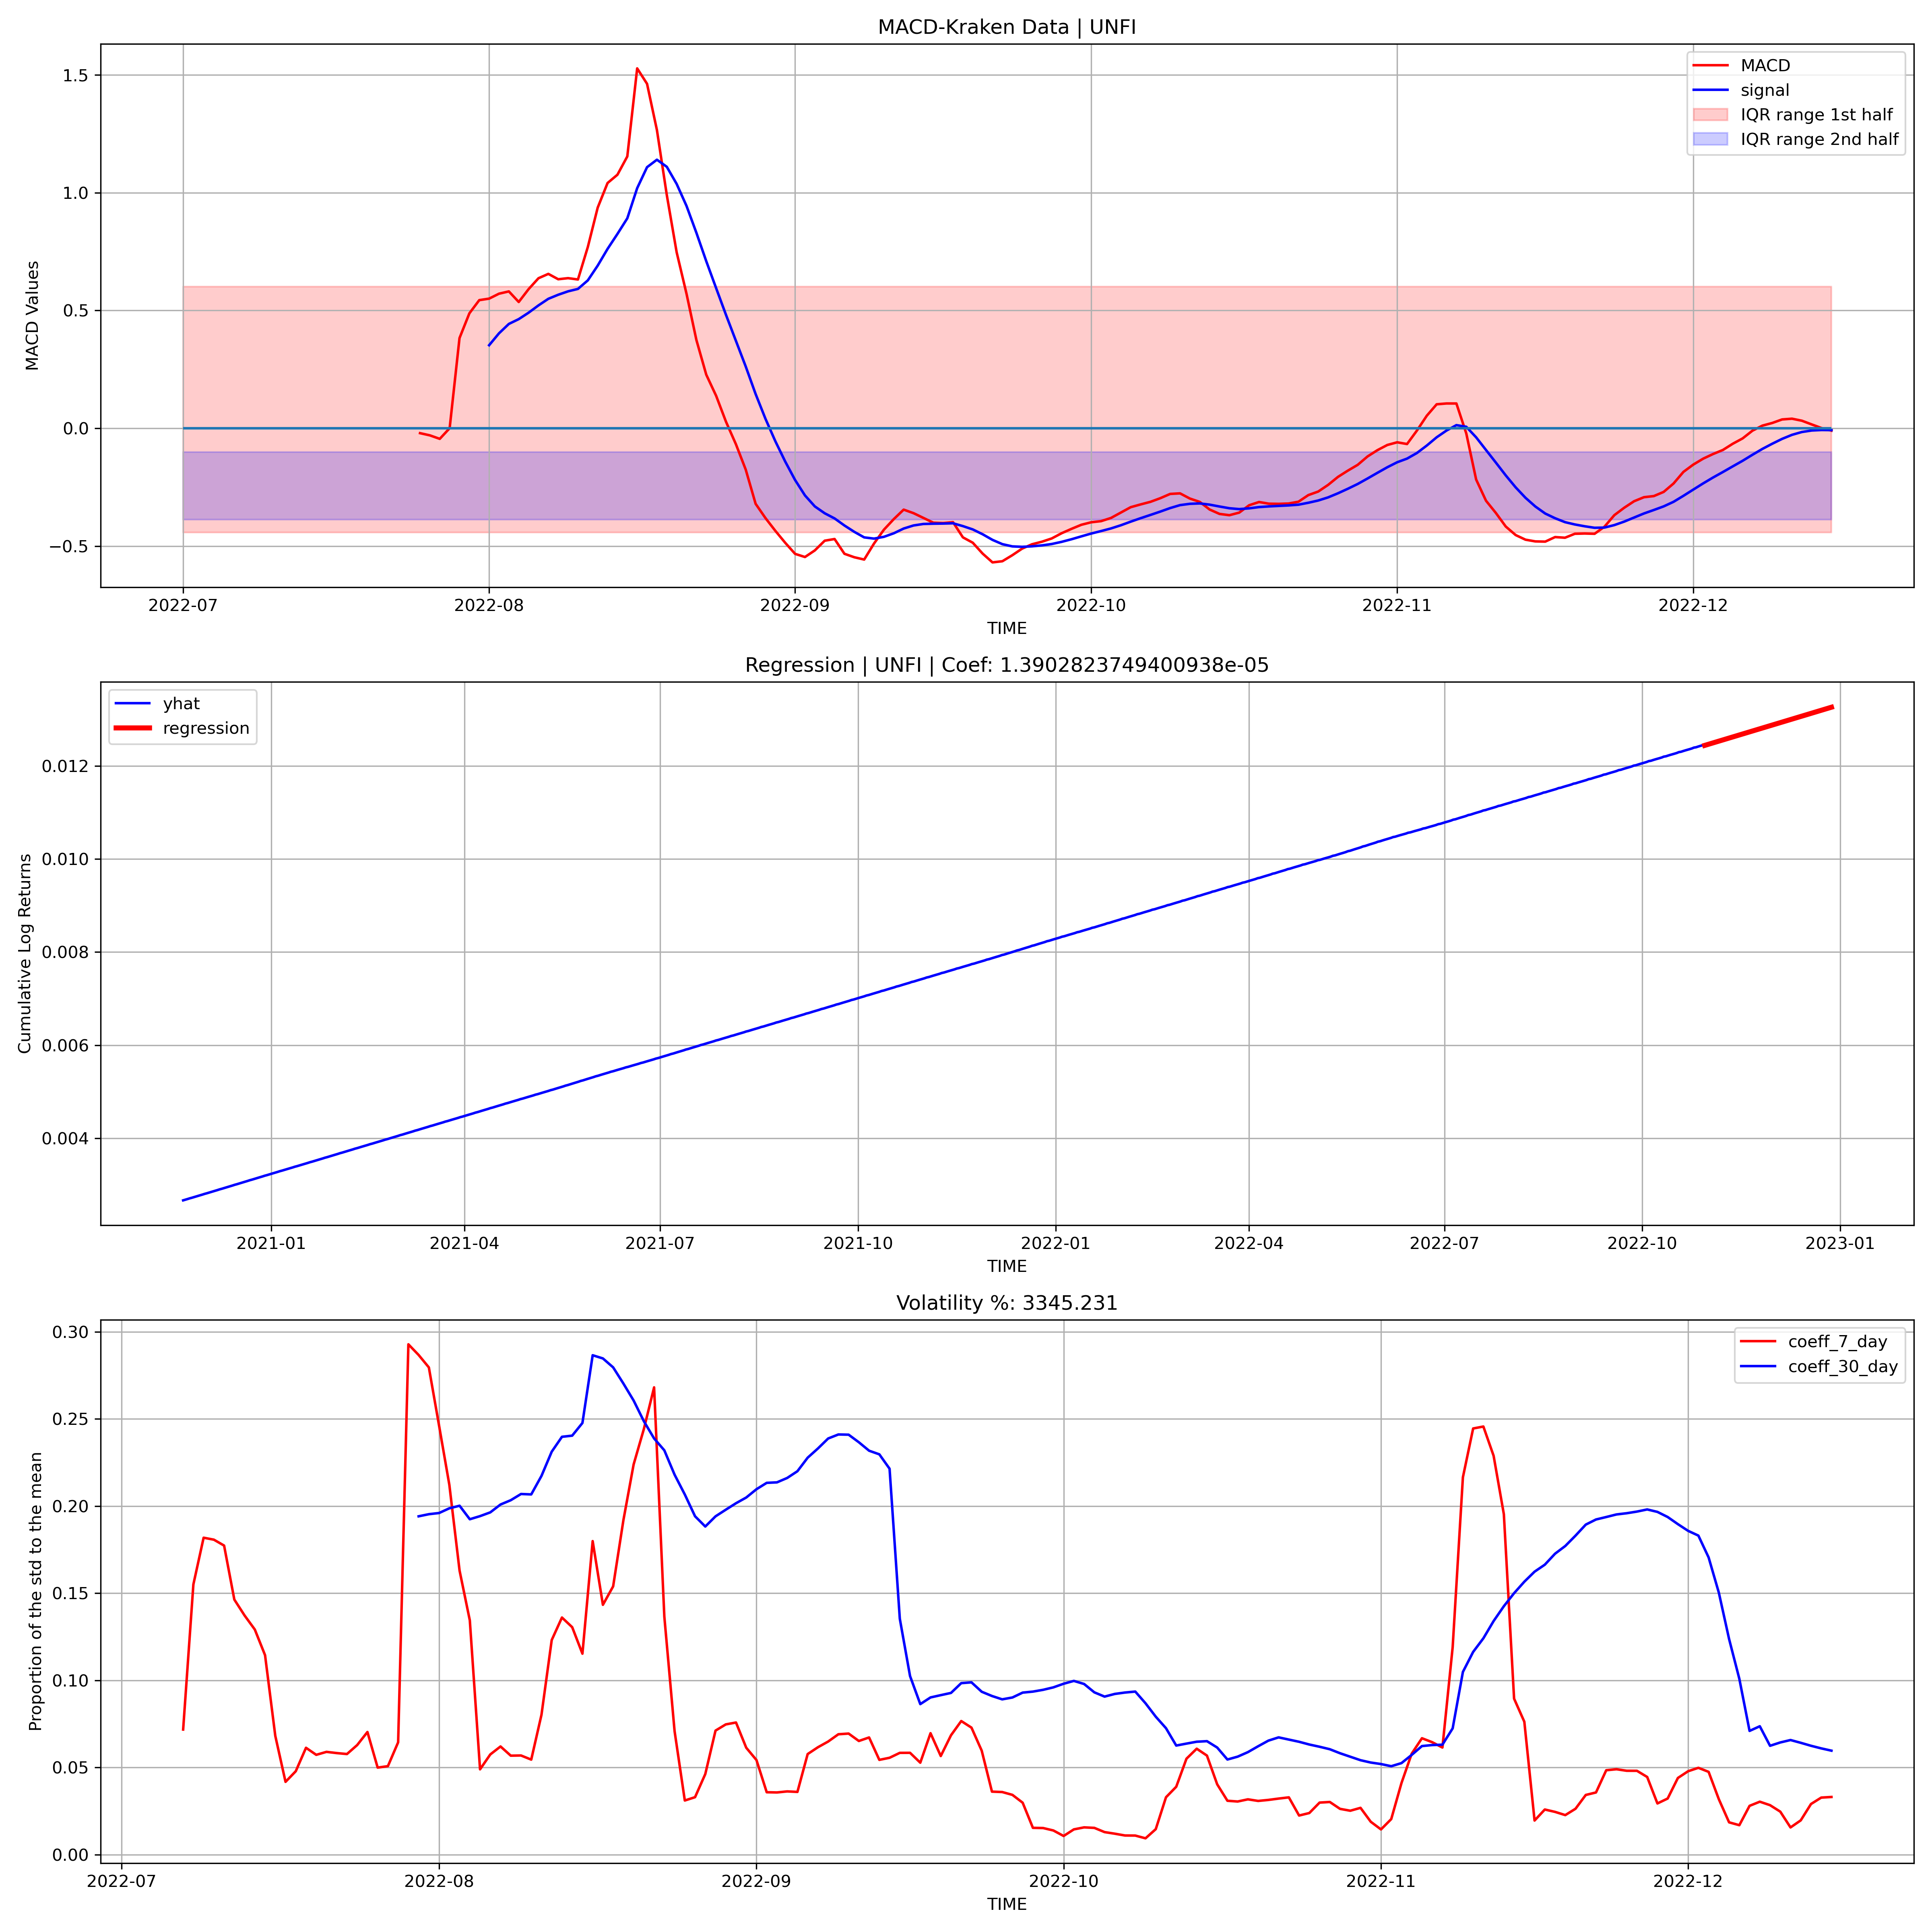 MACD-Kraken Data | UNFI
MACD
signal
IQR range 1st half
IQR range 2nd half
MACD Values
1.5
1.0
0.5
0.0
−0.5
2022-07 2022-08 2022-09 2022-10 2022-11 2022-12
TIME
Regression | UNFI | Coef: 1.3902823749400938e-05
yhat
regression
Cumulative Log Returns
0.012
0.010
0.008
0.006
0.004
2021-01 2021-04 2021-07 2021-10 2022-01 2022-04 2022-07 2022-10 2023-01
TIME
Volatility %: 3345.231
coeff_7_day
coeff_30_day
Proportion of the std to the mean
0.30
0.25
0.20
0.15
0.10
0.05
0.00
2022-07 2022-08 2022-09 2022-10 2022-11 2022-12
TIME